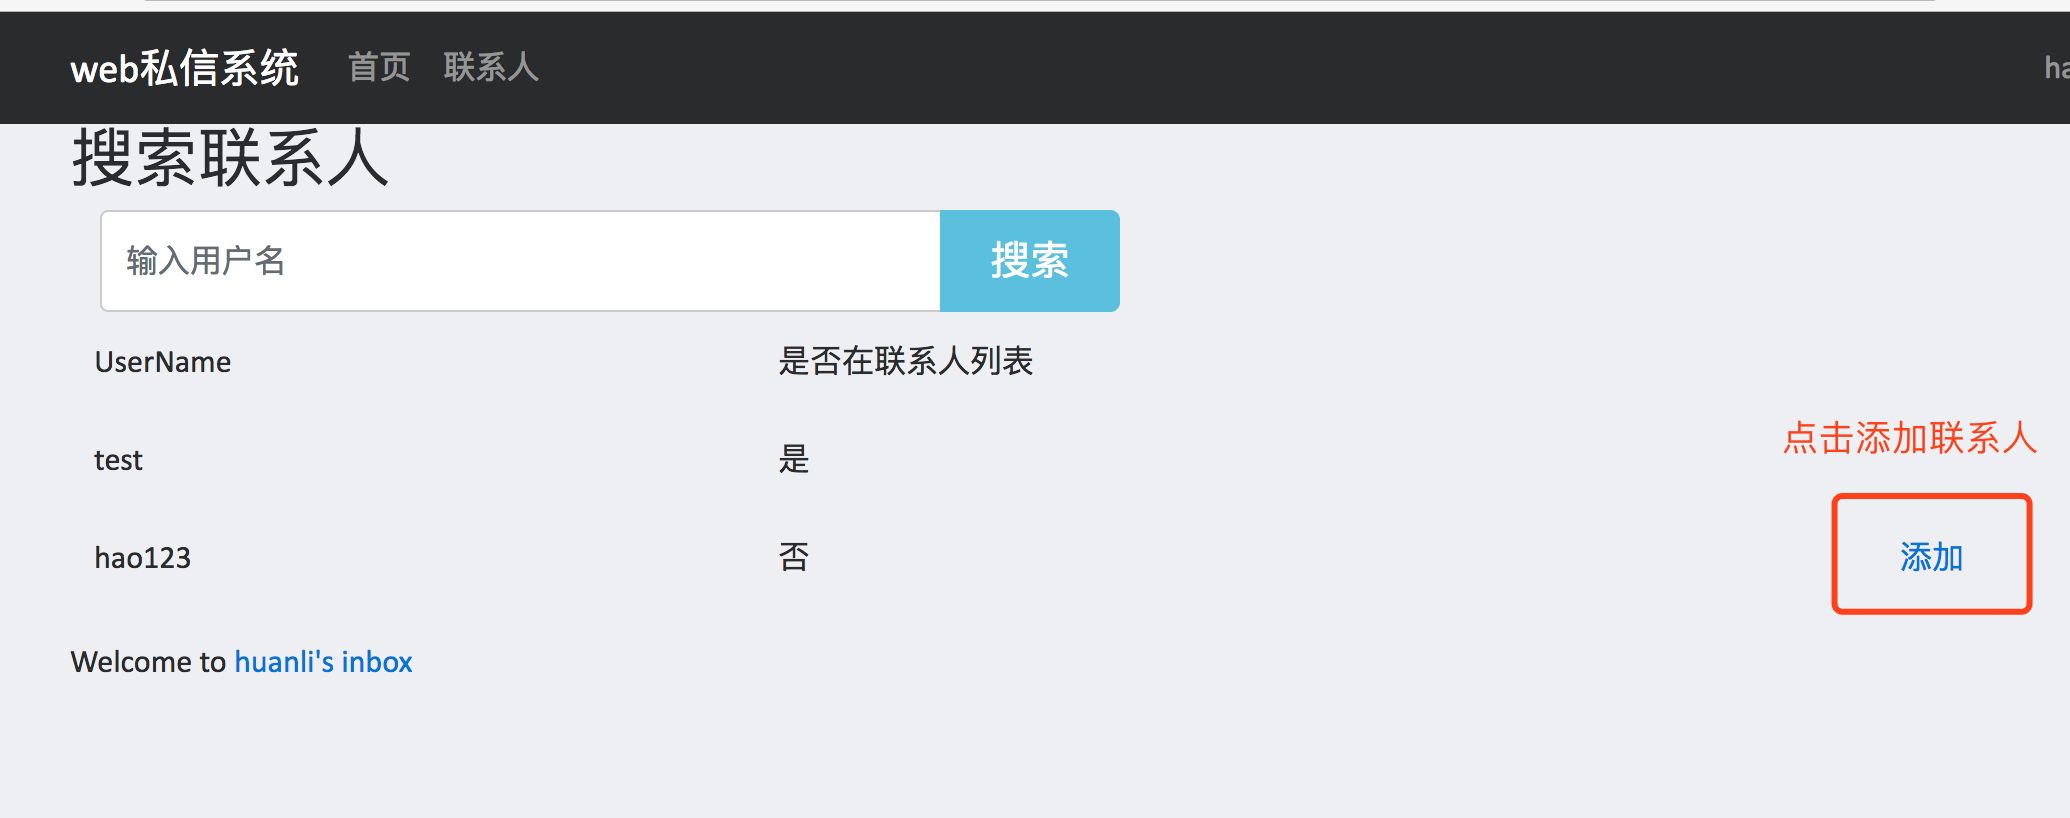 web私信系统 首页 联系人 ha
搜索联系人
输入用户名 搜索
UserName 是否在联系人列表
点击添加联系人
test 是
hao123 否 添加
Welcome to huanli's inbox